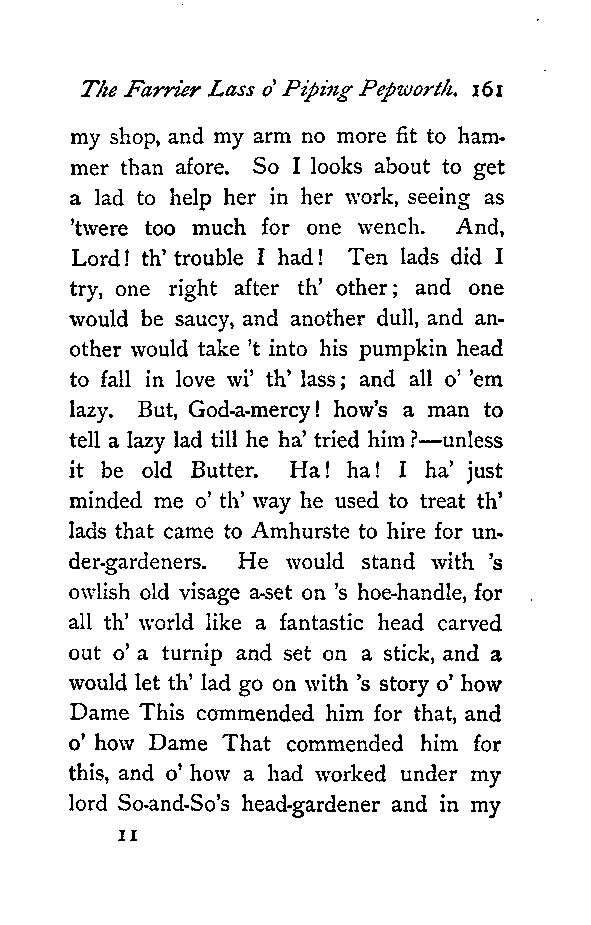 The Farrier Lass o' Piping Pepworth. 161
my shop, and my arm no more fit to ham-
mer than afore. So I looks about to get
a lad to help her in her work, seeing as
'twere too much for one wench. And,
Lord! th' trouble I had! Ten lads did I
try, one right after th' other; and one
would be saucy, and another dull, and an-
other would take 't into his pumpkin head
to fall in love wi' th' lass; and all o' 'em
lazy. But, God-a-mercy! how's a man to
tell a lazy lad till he ha' tried him?—unless
it be old Butter. Ha! ha! I ha' just
minded me o' th' way he used to treat th'
lads that came to Amhurste to hire for un-
der-gardeners. He would stand with 's
owlish old visage a-set on 's hoe-handle, for
all th' world like a fantastic head carved
out o' a turnip and set on a stick, and a
would let th' lad go on with 's story o' how
Dame This commended him for that, and
o' how Dame That commended him for
this, and o' how a had worked under my
lord So-and-So's head-gardener and in my
11